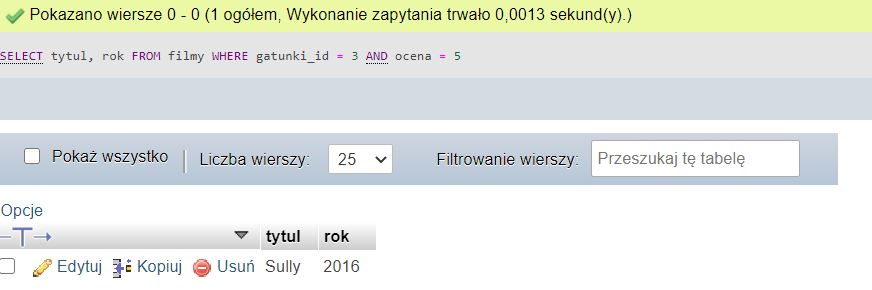 Pokazano wiersze 0 - 0 (1 ogółem, Wykonanie zapytania trwało 0,0013 sekund(y).)
SELECT tytul, rok FROM filmy WHERE gatunki_id = 3 AND ocena = 5
Pokaż wszystko Liczba wierszy: 25 Filtrowanie wierszy: Przeszukaj tę tabelę
Opcje
tytul rok
Edytuj Kopiuj Usuń Sully 2016